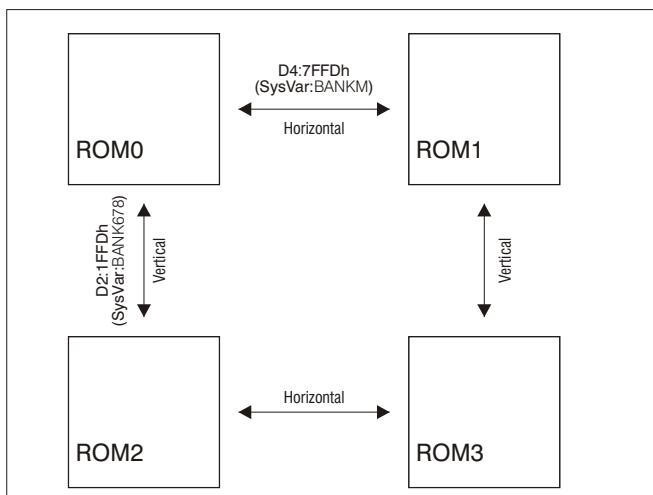 D4:7FFDh
(SysVar:BANKM)
Horizontal
ROM0
ROM1
D2:1FFDh
(SysVar:BANK678)
Vertical
Vertical
Horizontal
ROM2
ROM3